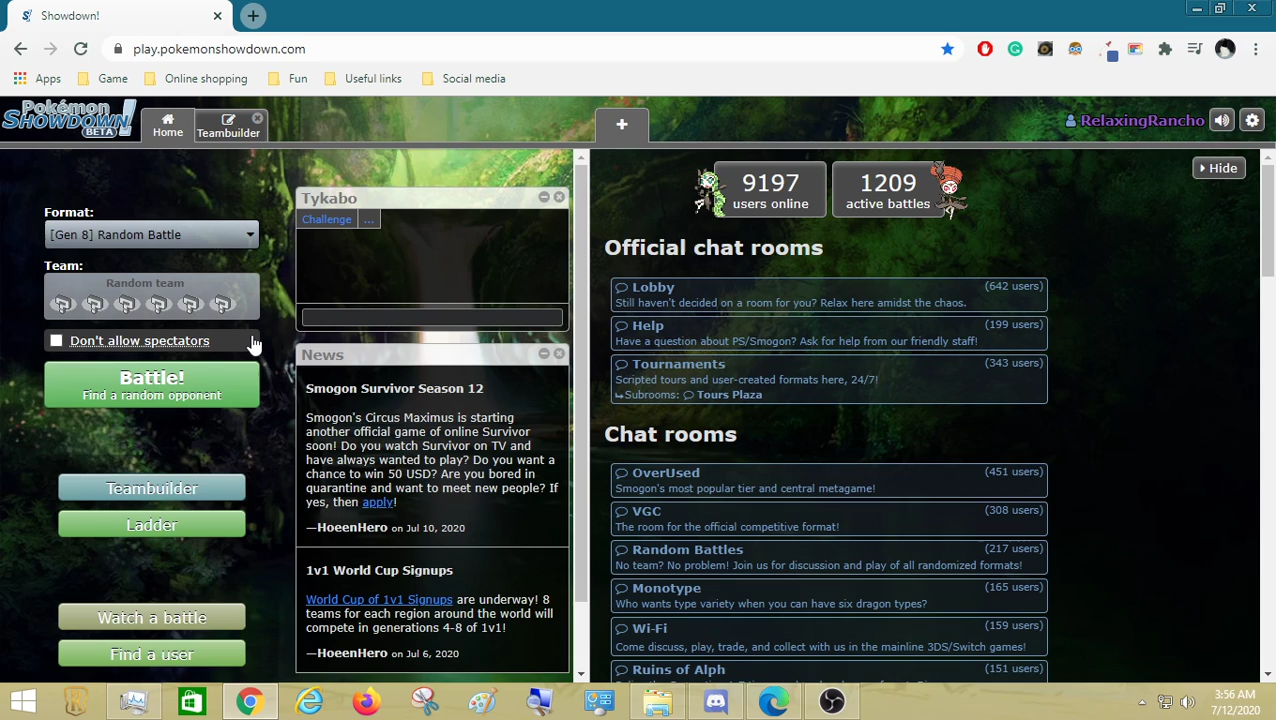 Showdown!
play.pokemonshowdown.com
Apps Game Online shopping Fun Useful links Social media
Pokémon
SHOWDOWN!
BETA
Home
Teambuilder
RelaxingRancho
Format:
[Gen 8] Random Battle
Team:
Random team
Don't allow spectators
Battle!
Find a random opponent
Teambuilder
Ladder
Watch a battle
Find a user
Tykabo
Challenge ...
News
Smogon Survivor Season 12
Smogon's Circus Maximus is starting
another official game of online Survivor
soon! Do you watch Survivor on TV and
have always wanted to play? Do you want a
chance to win 50 USD? Are you bored in
quarantine and want to meet new people? If
yes, then apply!
—HoeenHero on Jul 10, 2020
1v1 World Cup Signups
World Cup of 1v1 Signups are underway! 8
teams for each region around the world will
compete in generations 4-8 of 1v1!
—HoeenHero on Jul 6, 2020
9197
users online
1209
active battles
Hide
Official chat rooms
Lobby (642 users)
Still haven't decided on a room for you? Relax here amidst the chaos.
Help (199 users)
Have a question about PS/Smogon? Ask for help from our friendly staff!
Tournaments (343 users)
Scripted tours and user-created formats here, 24/7!
Subrooms: Tours Plaza
Chat rooms
OverUsed (451 users)
Smogon's most popular tier and central metagame!
VGC (308 users)
The room for the official competitive format!
Random Battles (217 users)
No team? No problem! Join us for discussion and play of all randomized formats!
Monotype (165 users)
Who wants type variety when you can have six dragon types?
Wi-Fi (159 users)
Come discuss, play, trade, and collect with us in the mainline 3DS/Switch games!
Ruins of Alph (151 users)
3:56 AM
7/12/2020